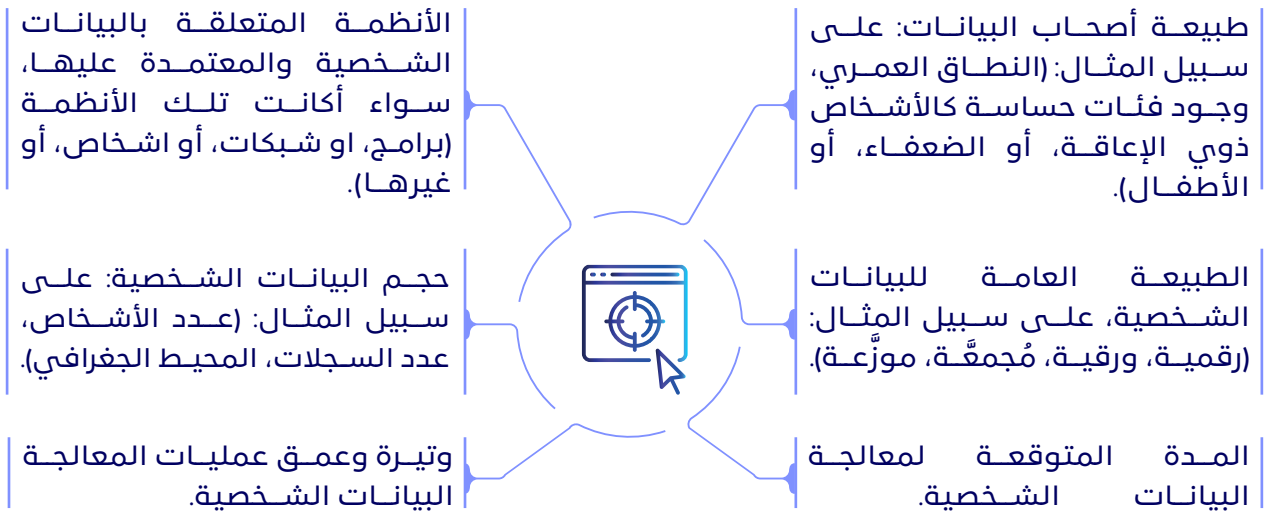 طبيعة أصحاب البيانات: على
سبيل المثال: (النطاق العمري،
وجود فئات حساسة كالأشخاص
ذوي الإعاقة، أو الضعفاء، أو
الأطفال).
الطبيعة العامة للبيانات
الشخصية، على سبيل المثال:
(رقمية، ورقية، مُجمعَّة، موزَّعة).
المدة المتوقعة لمعالجة
البيانات الشخصية.
الأنظمة المتعلقة بالبيانات
الشخصية والمعتمدة عليها،
سواء أكانت تلك الأنظمة
(برامج، او شبكات، أو اشخاص، أو
غيرها).
حجم البيانات الشخصية: على
سبيل المثال: (عدد الأشخاص،
عدد السجلات، المحيط الجغرافي).
وتيرة وعمق عمليات المعالجة
البيانات الشخصية.